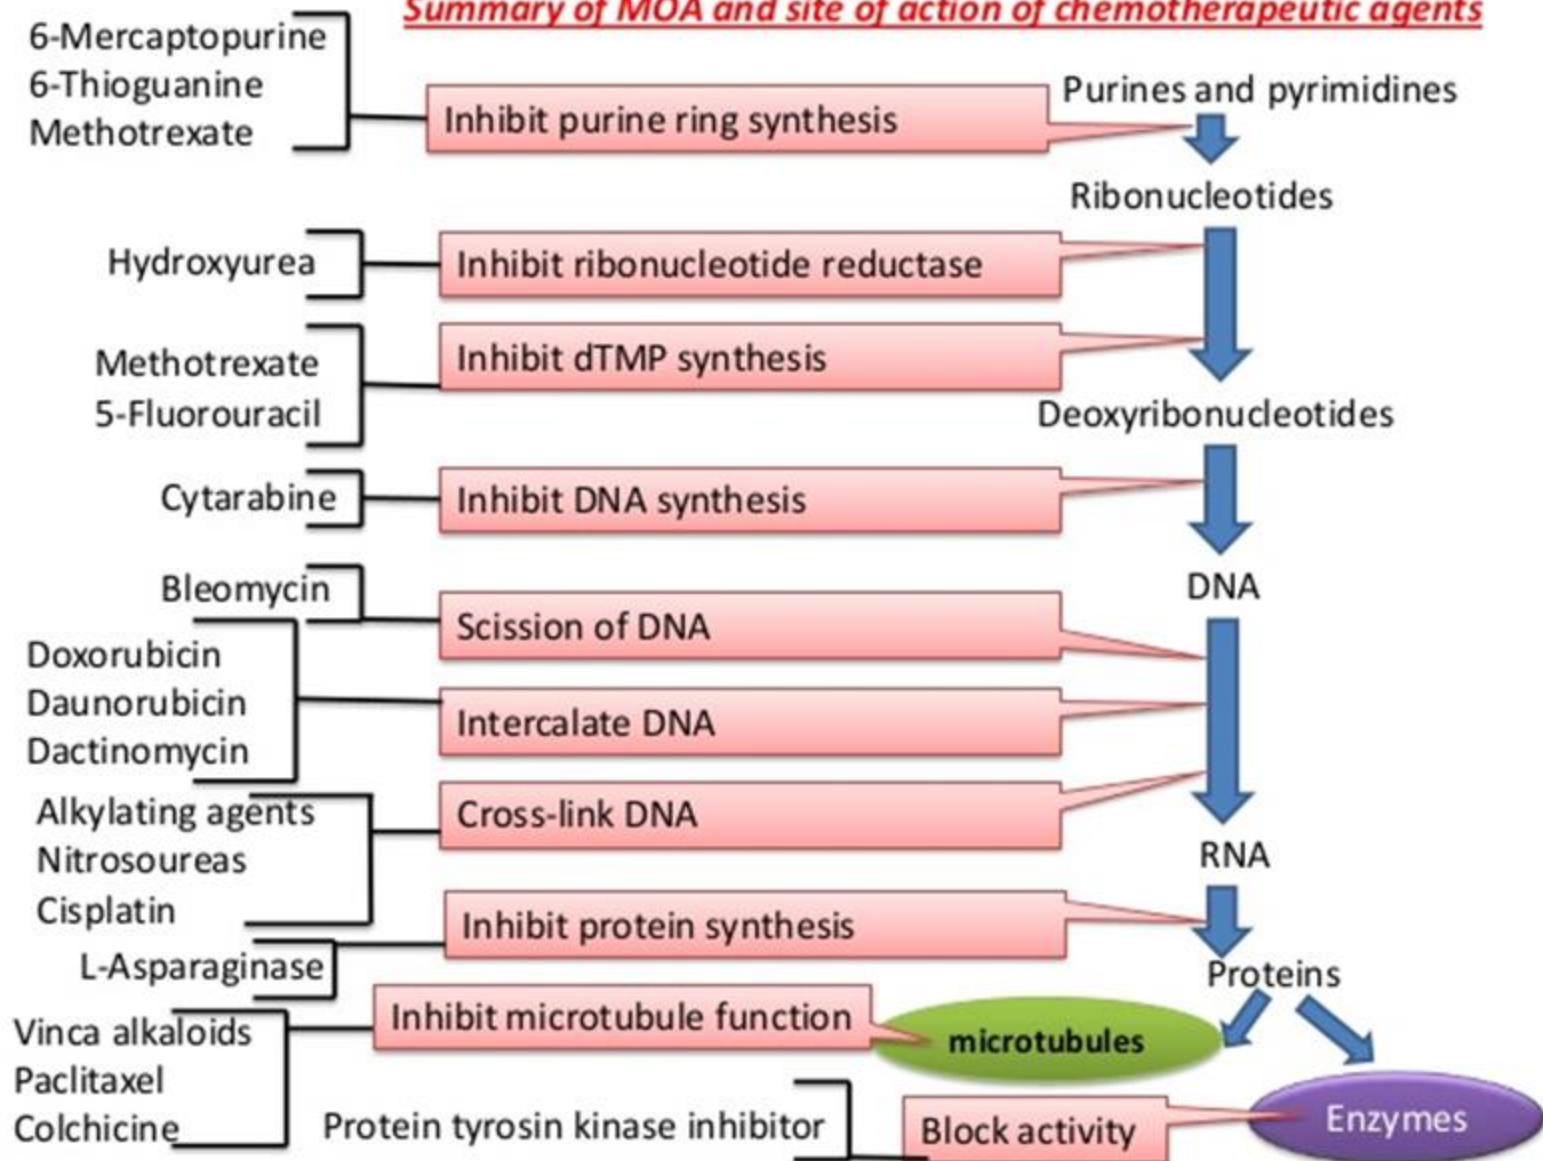 Summary of MOA and site of action of chemotherapeutic agents
6-Mercaptopurine
6-Thioguanine
Methotrexate
Inhibit purine ring synthesis
Purines and pyrimidines
Ribonucleotides
Hydroxyurea
Inhibit ribonucleotide reductase
Methotrexate
5-Fluorouracil
Inhibit dTMP synthesis
Deoxyribonucleotides
Cytarabine
Inhibit DNA synthesis
DNA
Bleomycin
Scission of DNA
Doxorubicin
Daunorubicin
Dactinomycin
Intercalate DNA
Alkylating agents
Nitrosoureas
Cisplatin
Cross-link DNA
RNA
L-Asparaginase
Inhibit protein synthesis
Proteins
Vinca alkaloids
Paclitaxel
Colchicine
Inhibit microtubule function
microtubules
Protein tyrosin kinase inhibitor
Block activity
Enzymes